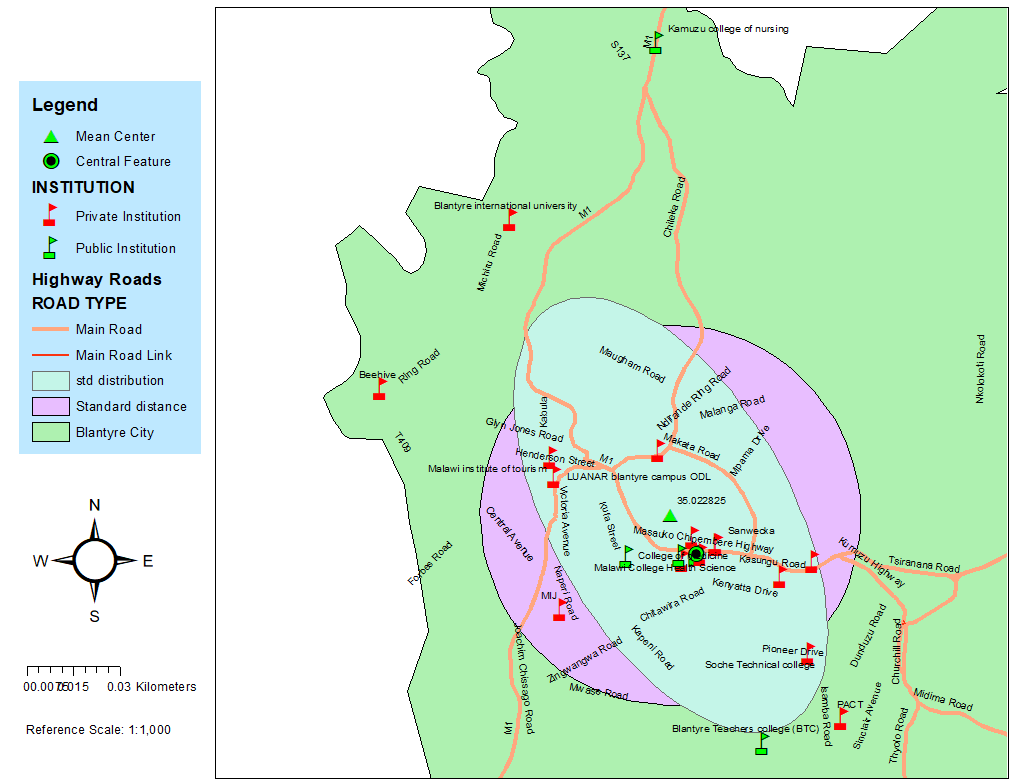 Legend
Mean Center
Central Feature
INSTITUTION
Private Institution
Public Institution
Highway Roads
ROAD TYPE
Main Road
Main Road Link
std distribution
Standard distance
Blantyre City
N
W
E
S
0.03 Kilometers
Reference Scale: 1:1,000
Kamuzu college of nursing
M1
S137
Blantyre international university
M1
Chileka Road
Michiru Road
Maugham Road
Nkolokoti Road
Beehive
Ring Road
Ndirande Ring Road
Malanga Road
Kabula
Glyn Jones Road
T409
Makata Road
Mpama Drive
Henderson Street
M1
Malawi institute of tourism
LUANAR blantyre campus ODL
35.022825
Victoria Avenue
Kufa Street
Central Avenue
Masauko Chipembere Highway
Sanwecka
College of medicine
Kasungu Road
Malawi College Health Science
Kamuzu Highway
Tsiranana Road
Forbes Road
Naperi Road
Kenyatta Drive
MIJ
Chitawira Road
Kapeni Road
Dunduzu Road
Churchill Road
Joachim Chissago Road
Zingwangwa Road
Pioneer Drive
Soche Technical college
Mwase Road
Isamba Road
PACT
Sinclair Avenue
Midima Road
M1
Blantyre Teachers college (BTC)
Thyolo Road